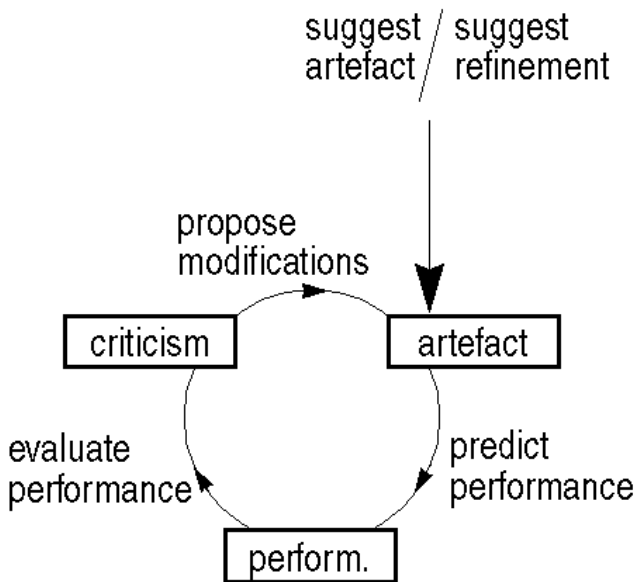 suggest / suggest
artefact / refinement
propose
modifications
criticism
artefact
evaluate
performance
predict
performance
perform.